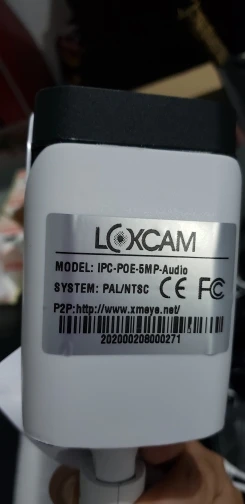 LOXCAM
MODEL: IPC-POE-5MP-Audio
SYSTEM: PAL/NTSC CE FC
P2P:http://www.xmeye.net/
202000208000271